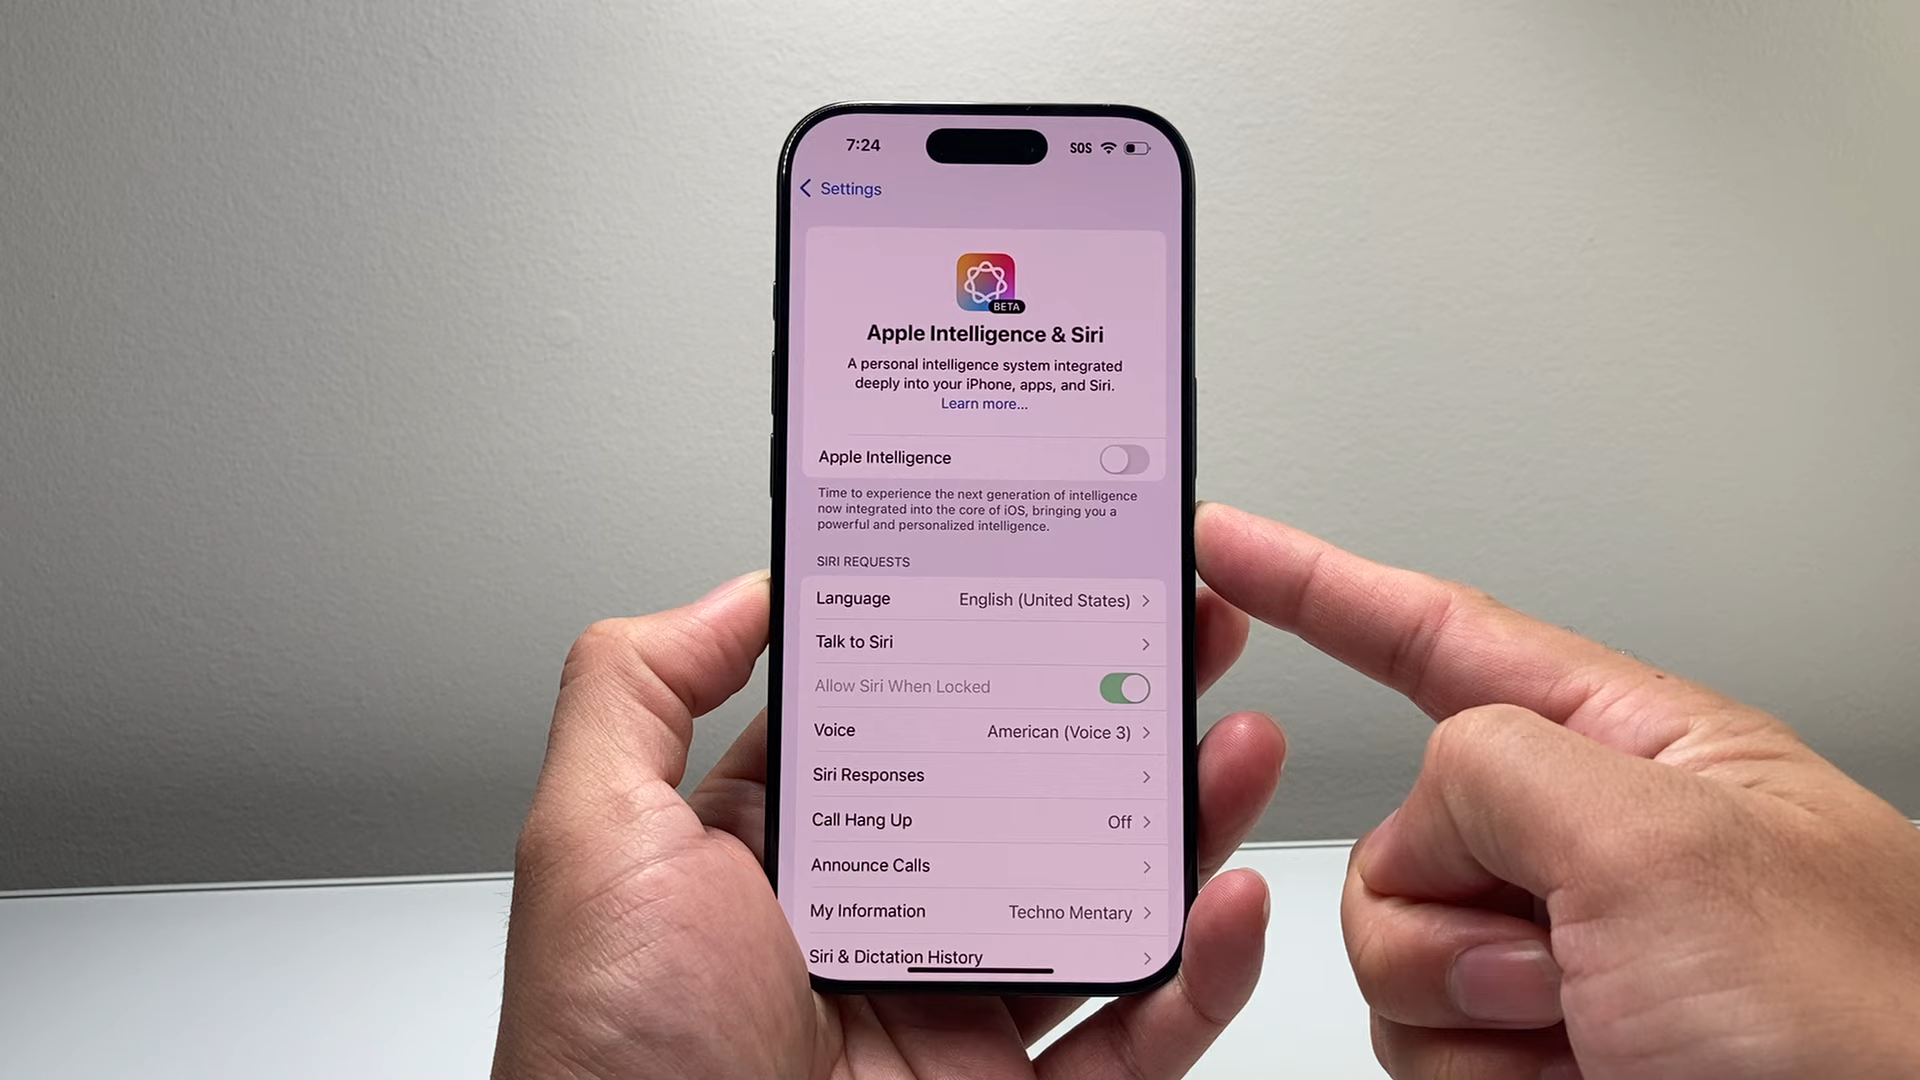 7:24
SOS
Settings
BETA
Apple Intelligence & Siri
A personal intelligence system integrated
deeply into your iPhone, apps, and Siri.
Learn more...
Apple Intelligence
Time to experience the next generation of intelligence
now integrated into the core of iOS, bringing you a
powerful and personalized intelligence.
SIRI REQUESTS
Language English (United States)
Talk to Siri
Allow Siri When Locked
Voice American (Voice 3)
Siri Responses
Call Hang Up Off
Announce Calls
My Information Techno Mentary
Siri & Dictation History